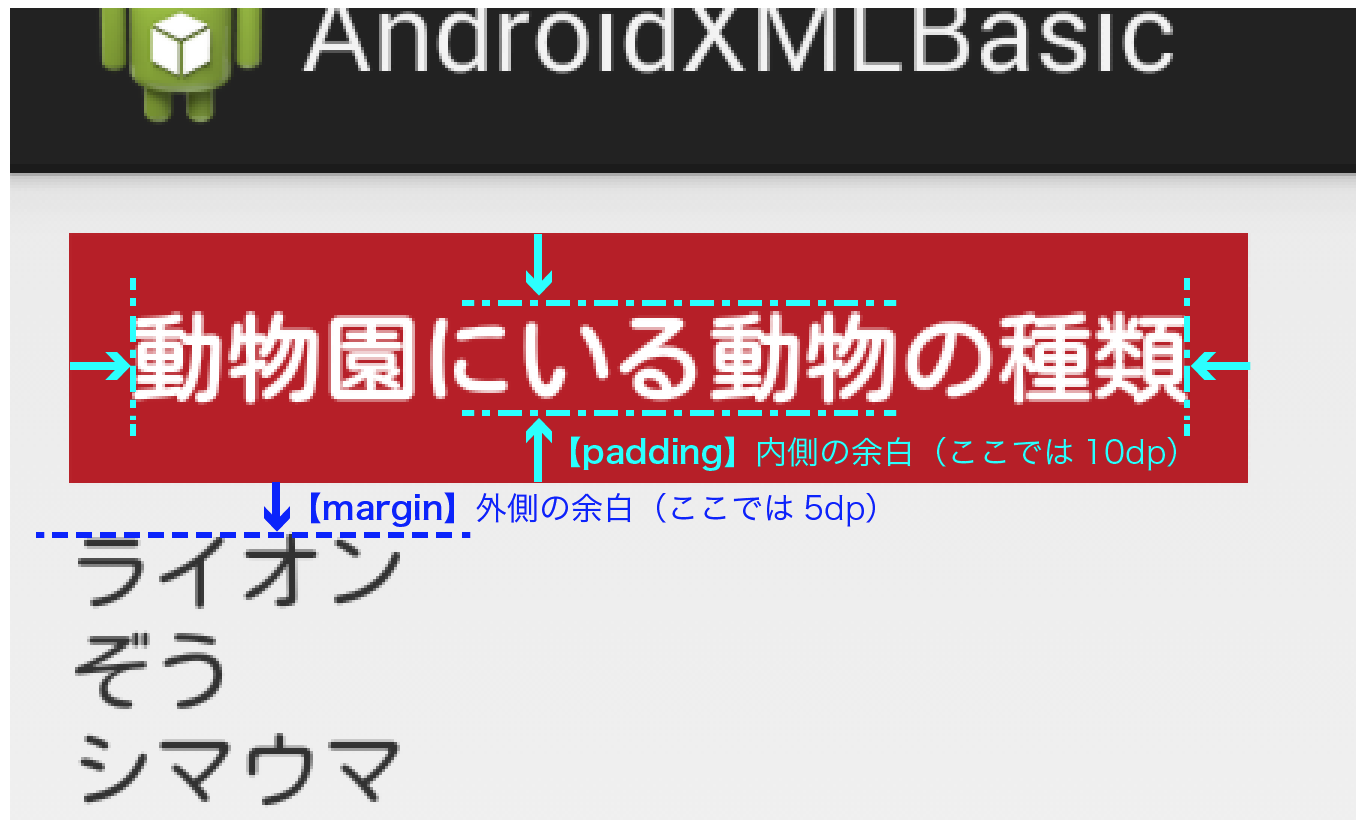 AndroidXMLBasic
動物園にいる動物の種類
【padding】内側の余白（ここでは 10dp）
【margin】外側の余白（ここでは 5dp）
ライオン
ぞう
シマウマ